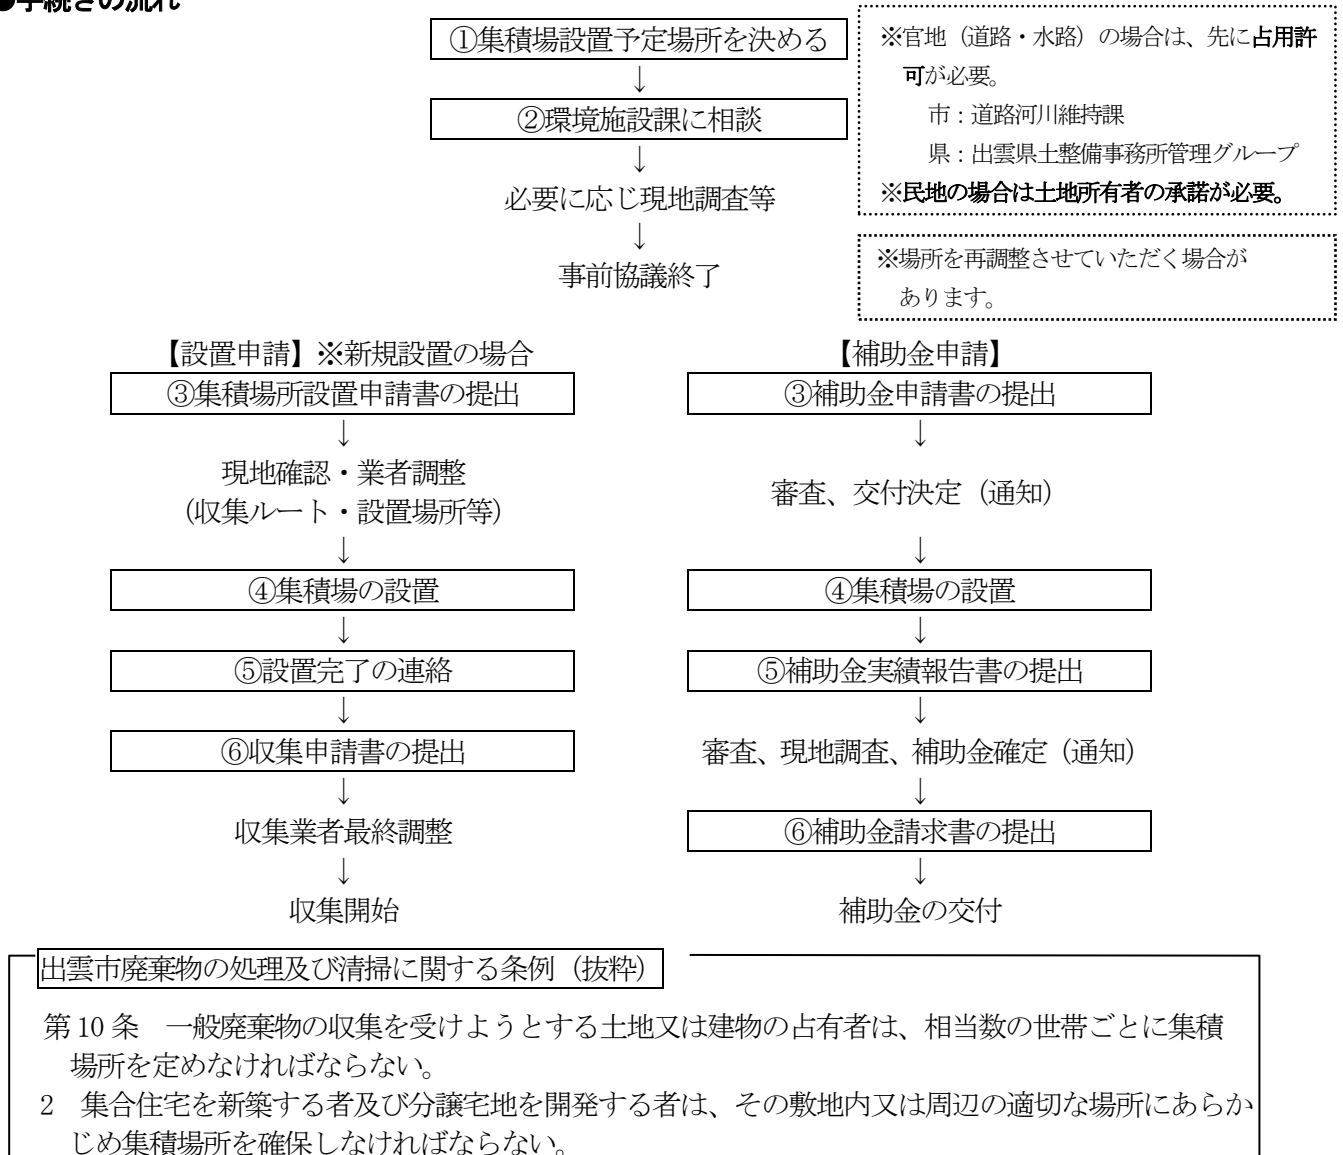 ●手続きの流れ
①集積場設置予定場所を決める
↓
②環境施設課に相談
↓
必要に応じ現地調査等
↓
事前協議終了
※官地（道路・水路）の場合は、先に占用許
可が必要。
市：道路河川維持課
県：出雲県土整備事務所管理グループ
※民地の場合は土地所有者の承諾が必要。
※場所を再調整させていただく場合が
あります。
【設置申請】※新規設置の場合
③集積場所設置申請書の提出
↓
現地確認・業者調整
（収集ルート・設置場所等）
↓
④集積場の設置
↓
⑤設置完了の連絡
↓
⑥収集申請書の提出
↓
収集業者最終調整
↓
収集開始
【補助金申請】
③補助金申請書の提出
↓
審査、交付決定（通知）
↓
④集積場の設置
↓
⑤補助金実績報告書の提出
↓
審査、現地調査、補助金確定（通知）
↓
⑥補助金請求書の提出
↓
補助金の交付
出雲市廃棄物の処理及び清掃に関する条例（抜粋）
第10条　一般廃棄物の収集を受けようとする土地又は建物の占有者は、相当数の世帯ごとに集積
場所を定めなければならない。
2　集合住宅を新築する者及び分譲宅地を開発する者は、その敷地内又は周辺の適切な場所にあらか
じめ集積場所を確保しなければならない。